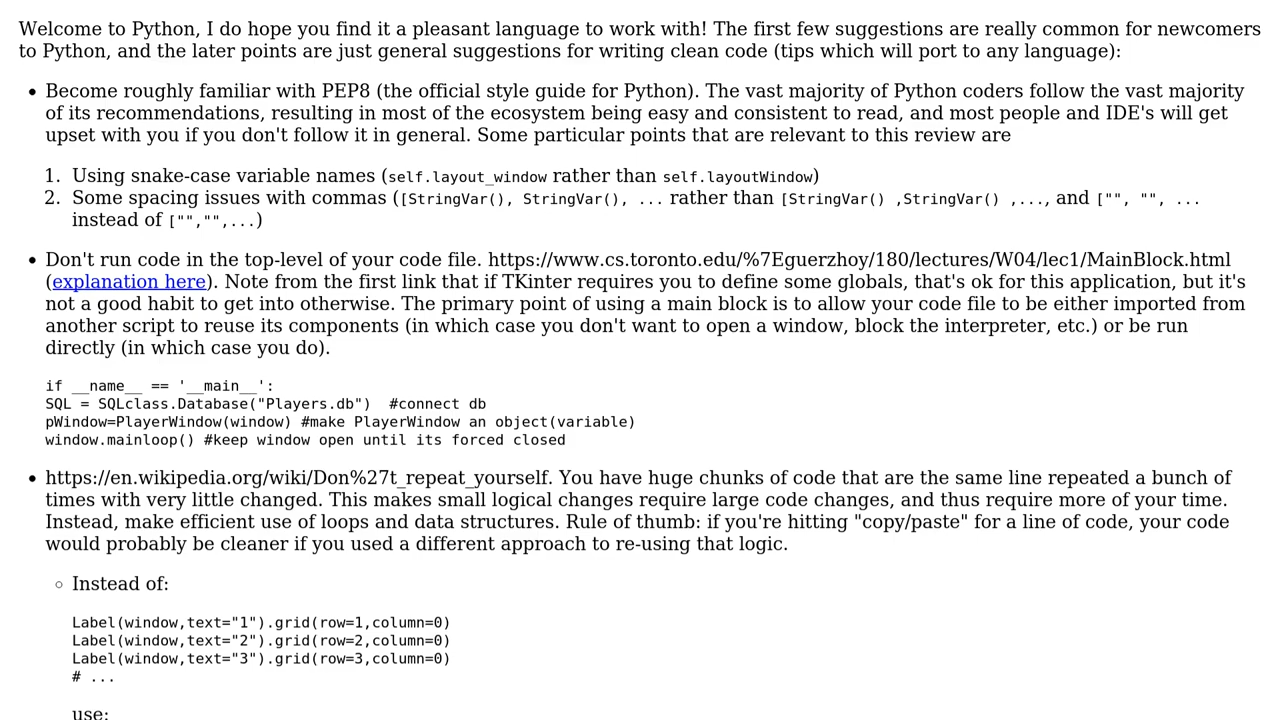 Welcome to Python, I do hope you find it a pleasant language to work with! The first few suggestions are really common for newcomers
to Python, and the later points are just general suggestions for writing clean code (tips which will port to any language):
• Become roughly familiar with PEP8 (the official style guide for Python). The vast majority of Python coders follow the vast majority
of its recommendations, resulting in most of the ecosystem being easy and consistent to read, and most people and IDE's will get
upset with you if you don't follow it in general. Some particular points that are relevant to this review are
1. Using snake-case variable names (self.layout_window rather than self.layoutWindow)
2. Some spacing issues with commas ([StringVar(), StringVar(), ... rather than [StringVar() ,StringVar() ,..., and ["", "", ...
instead of ["","",...)
• Don't run code in the top-level of your code file. https://www.cs.toronto.edu/%7Eguerzhoy/180/lectures/W04/lec1/MainBlock.html
(explanation here). Note from the first link that if TKinter requires you to define some globals, that's ok for this application, but it's
not a good habit to get into otherwise. The primary point of using a main block is to allow your code file to be either imported from
another script to reuse its components (in which case you don't want to open a window, block the interpreter, etc.) or be run
directly (in which case you do).
if __name__ == '__main__':
SQL = SQLclass.Database("Players.db")  #connect db
pWindow=PlayerWindow(window) #make PlayerWindow an object(variable)
window.mainloop() #keep window open until its forced closed
• https://en.wikipedia.org/wiki/Don%27t_repeat_yourself. You have huge chunks of code that are the same line repeated a bunch of
times with very little changed. This makes small logical changes require large code changes, and thus require more of your time.
Instead, make efficient use of loops and data structures. Rule of thumb: if you're hitting "copy/paste" for a line of code, your code
would probably be cleaner if you used a different approach to re-using that logic.
◦ Instead of:
Label(window,text="1").grid(row=1,column=0)
Label(window,text="2").grid(row=2,column=0)
Label(window,text="3").grid(row=3,column=0)
# ...
use: